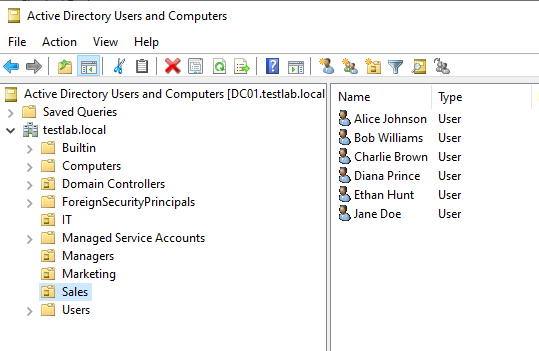 Active Directory Users and Computers
File Action View Help
Active Directory Users and Computers [DC01.testlab.local
Saved Queries
testlab.local
Builtin
Computers
Domain Controllers
ForeignSecurityPrincipals
IT
Managed Service Accounts
Managers
Marketing
Sales
Users
Name Type
Alice Johnson User
Bob Williams User
Charlie Brown User
Diana Prince User
Ethan Hunt User
Jane Doe User